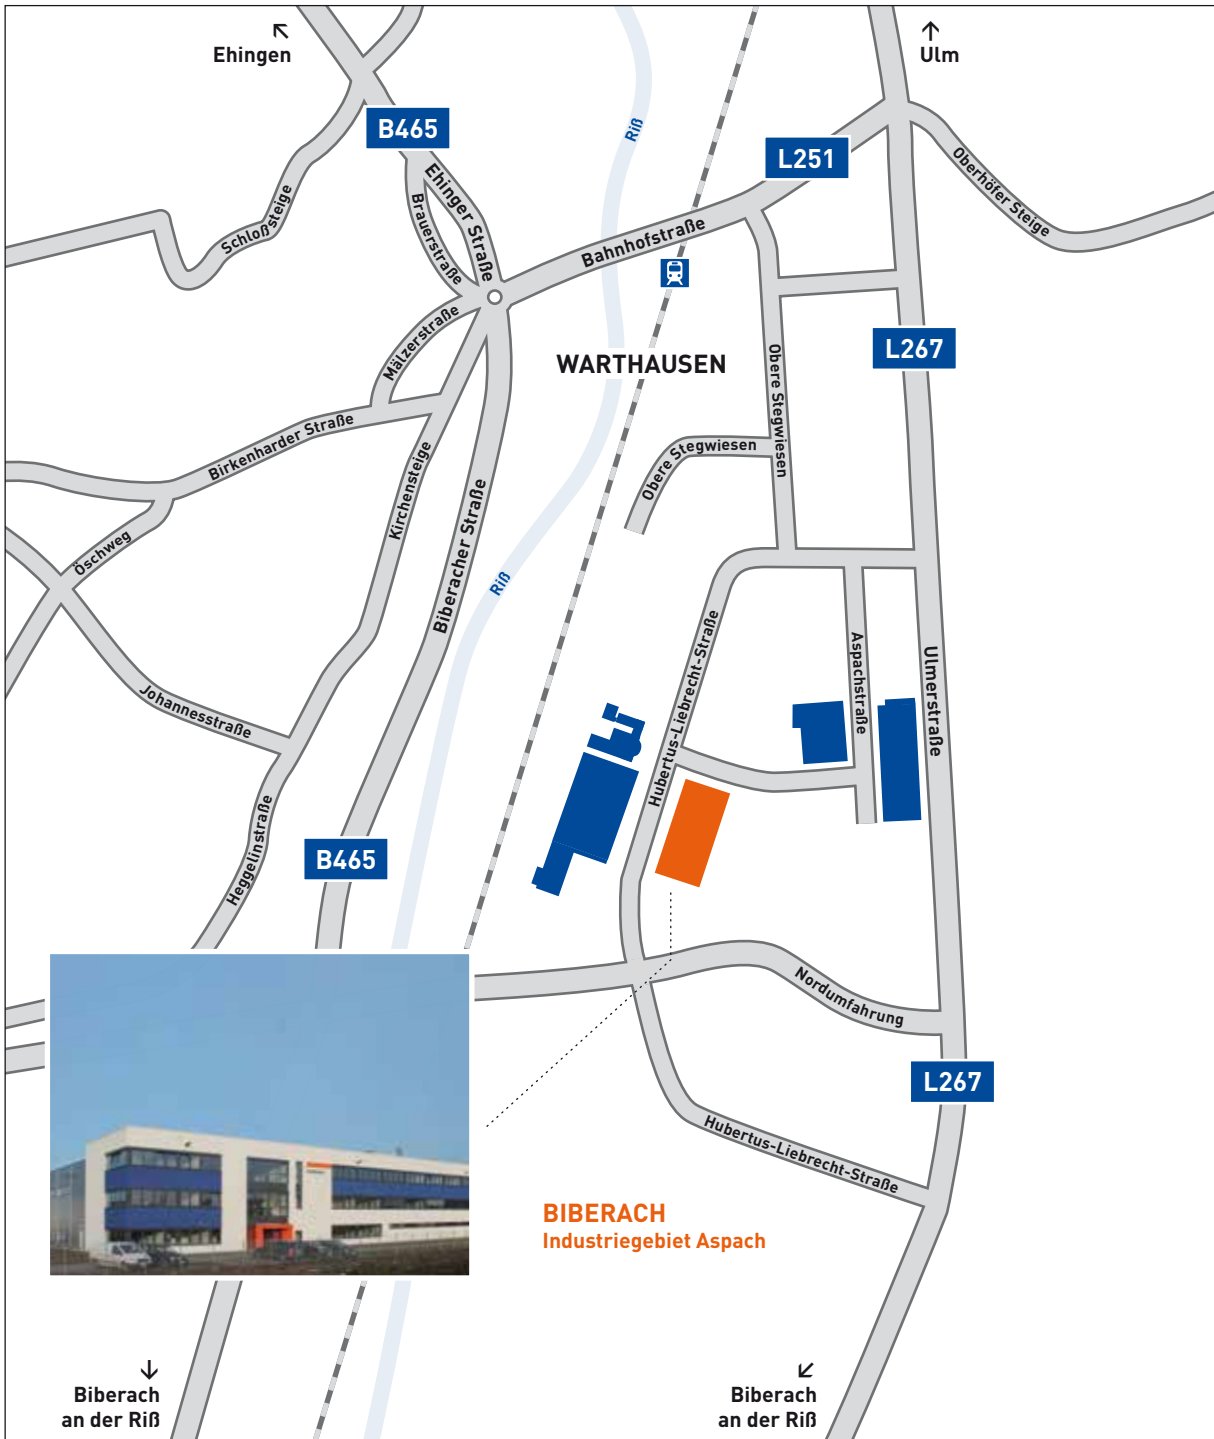 Ehingen
Ulm
B465
Riß
L251
Oberhöfer Steige
Ehinger Straße
Brauerstraße
Schloßsteige
Bahnhofstraße
Mälzerstraße
WARTHAUSEN
L267
Obere Stegwiesen
Birkenharder Straße
Obere Stegwiesen
Kirchensteige
Biberacher Straße
Öschweg
Riß
Hubertus-Liebrecht-Straße
Aspachstraße
Ulmerstraße
Johannesstraße
Heggelinstraße
B465
Nordumfahrung
L267
Hubertus-Liebrecht-Straße
BIBERACH
Industriegebiet Aspach
Biberach
an der Riß
Biberach
an der Riß